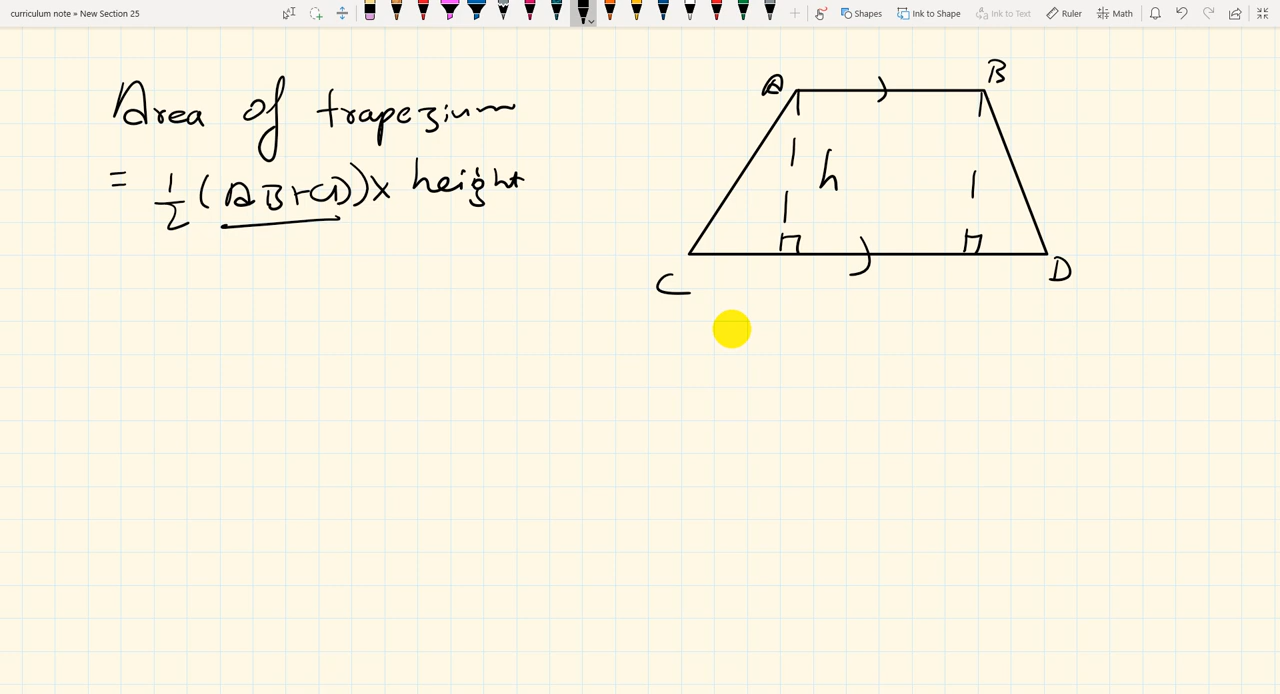 curriculum note » New Section 25
Shapes
Ink to Shape
Ink to Text
Ruler
Math
Area of trapezium
= 1/2 (AB+CD) x height
A
B
h
C
D